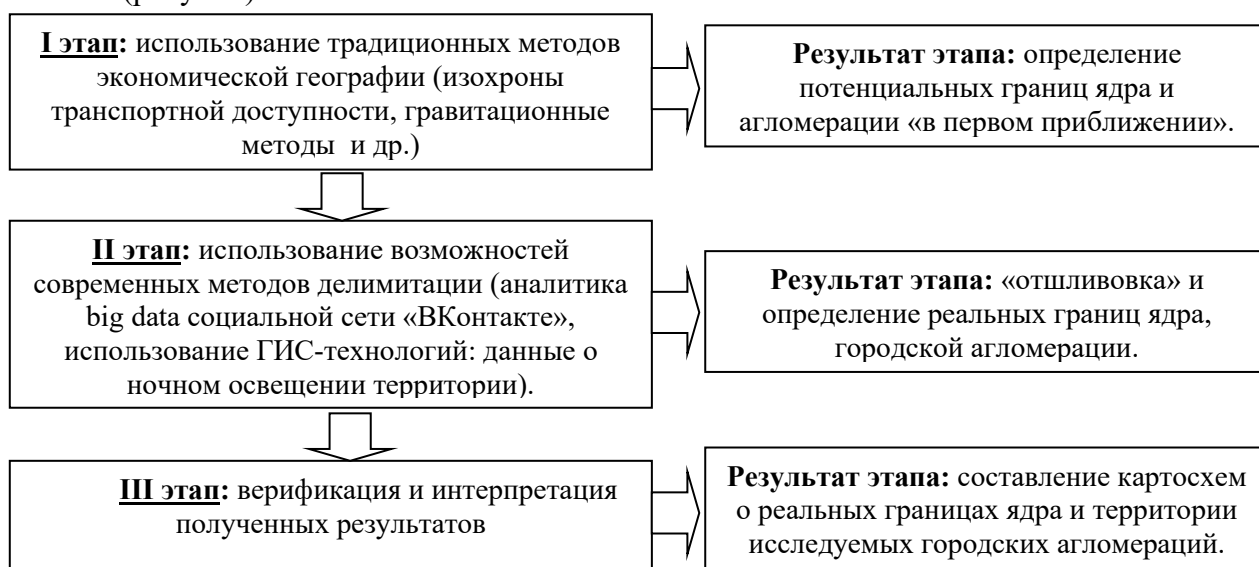 I этап: использование традиционных методов
экономической географии (изохроны
транспортной доступности, гравитационные
методы и др.)
Результат этапа: определение
потенциальных границ ядра и
агломерации «в первом приближении».
II этап: использование возможностей
современных методов делимитации (аналитика
big data социальной сети «ВКонтакте»,
использование ГИС-технологий: данные о
ночном освещении территории).
Результат этапа: «отшливовка» и
определение реальных границ ядра,
городской агломерации.
III этап: верификация и интерпретация
полученных результатов
Результат этапа: составление картосхем
о реальных границах ядра и территории
исследуемых городских агломераций.